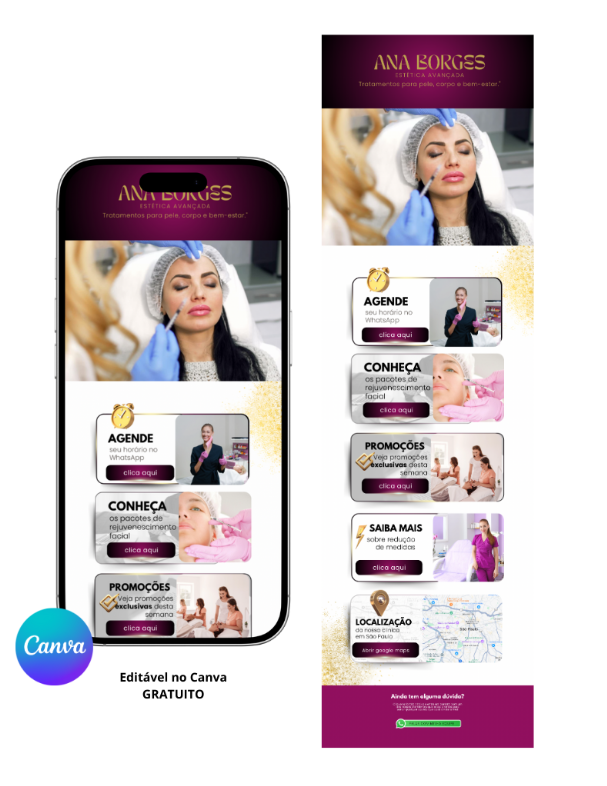 ANA BORGES
ESTÉTICA AVANÇADA
Tratamentos para pele, corpo e bem-estar."
AGENDE
seu horário no
WhatsApp
clica aqui
CONHEÇA
os pacotes de
rejuvenescimento
facial
clica aqui
PROMOÇÕES
Veja promoções
exclusivas desta
semana
clica aqui
Canva
Editável no Canva
GRATUITO
ANA BORGES
ESTÉTICA AVANÇADA
Tratamentos para pele, corpo e bem-estar."
AGENDE
seu horário no
WhatsApp
clica aqui
CONHEÇA
os pacotes de
rejuvenescimento
facial
clica aqui
PROMOÇÕES
Veja promoções
exclusivas desta
semana
clica aqui
SAIBA MAIS
sobre redução
de medidas
clica aqui
LOCALIZAÇÃO
da nossa clínica
em São Paulo
Abrir google maps
São Paulo
Ainda tem alguma dúvida?